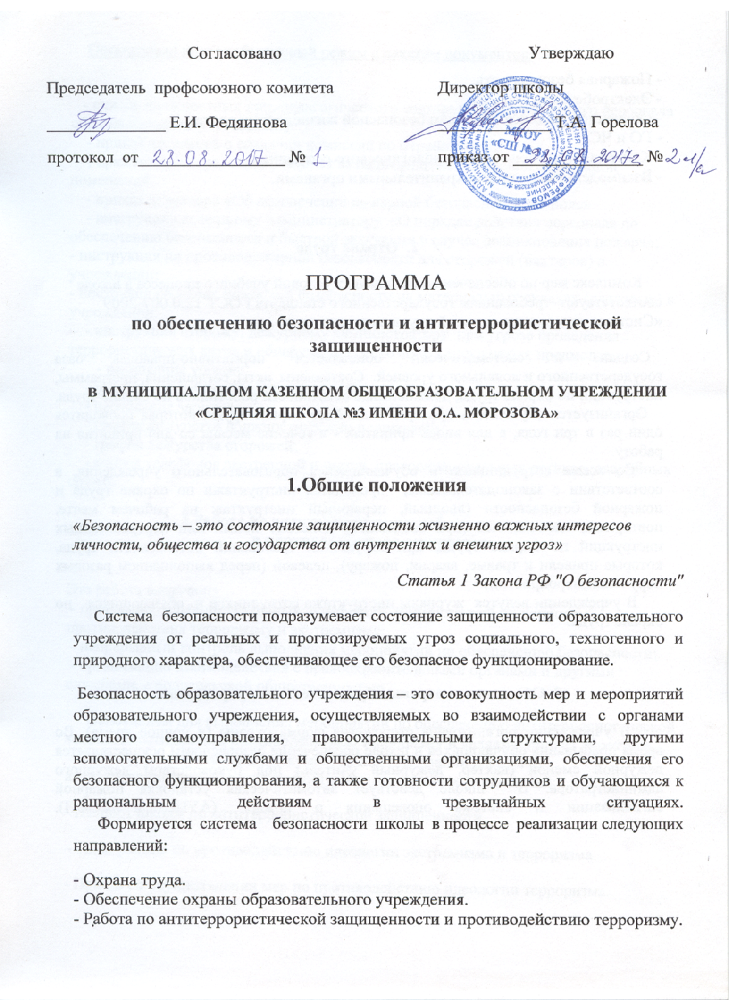 Согласовано Утверждаю
Председатель профсоюзного комитета Директор школы
Е.И. Федяинова Т.А. Горелова
протокол от 28.08.2017 № 1 приказ от 28.08.2017г №2 м/а
МКОУ
«СШ №3»
ПРОГРАММА
по обеспечению безопасности и антитеррористической
защищенности
в МУНИЦИПАЛЬНОМ КАЗЕННОМ ОБЩЕОБРАЗОВАТЕЛЬНОМ УЧРЕЖДЕНИИ
«СРЕДНЯЯ ШКОЛА №3 ИМЕНИ О.А. МОРОЗОВА»
1.Общие положения
«Безопасность – это состояние защищенности жизненно важных интересов
личности, общества и государства от внутренних и внешних угроз»
Статья 1 Закона РФ "О безопасности"
Система безопасности подразумевает состояние защищенности образовательного
учреждения от реальных и прогнозируемых угроз социального, техногенного и
природного характера, обеспечивающее его безопасное функционирование.
Безопасность образовательного учреждения – это совокупность мер и мероприятий
образовательного учреждения, осуществляемых во взаимодействии с органами
местного самоуправления, правоохранительными структурами, другими
вспомогательными службами и общественными организациями, обеспечения его
безопасного функционирования, а также готовности сотрудников и обучающихся к
рациональным действиям в чрезвычайных ситуациях.
Формируется система безопасности школы в процессе реализации следующих
направлений:
- Охрана труда.
- Обеспечение охраны образовательного учреждения.
- Работа по антитеррористической защищенности и противодействию терроризму.